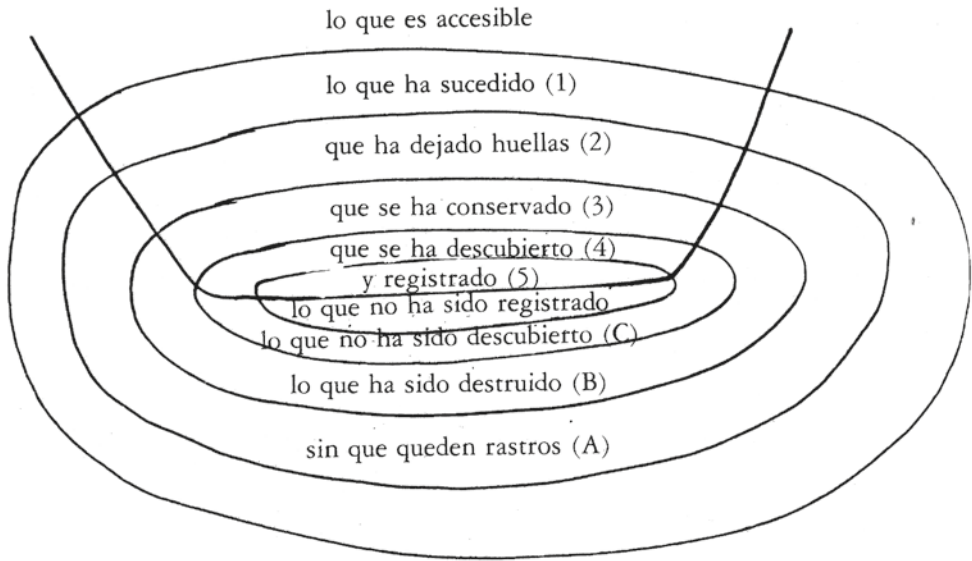 lo que es accesible
lo que ha sucedido (1)
que ha dejado huellas (2)
que se ha conservado (3)
que se ha descubierto (4)
y registrado (5)
lo que no ha sido registrado
lo que no ha sido descubierto (C)
lo que ha sido destruido (B)
sin que queden rastros (A)